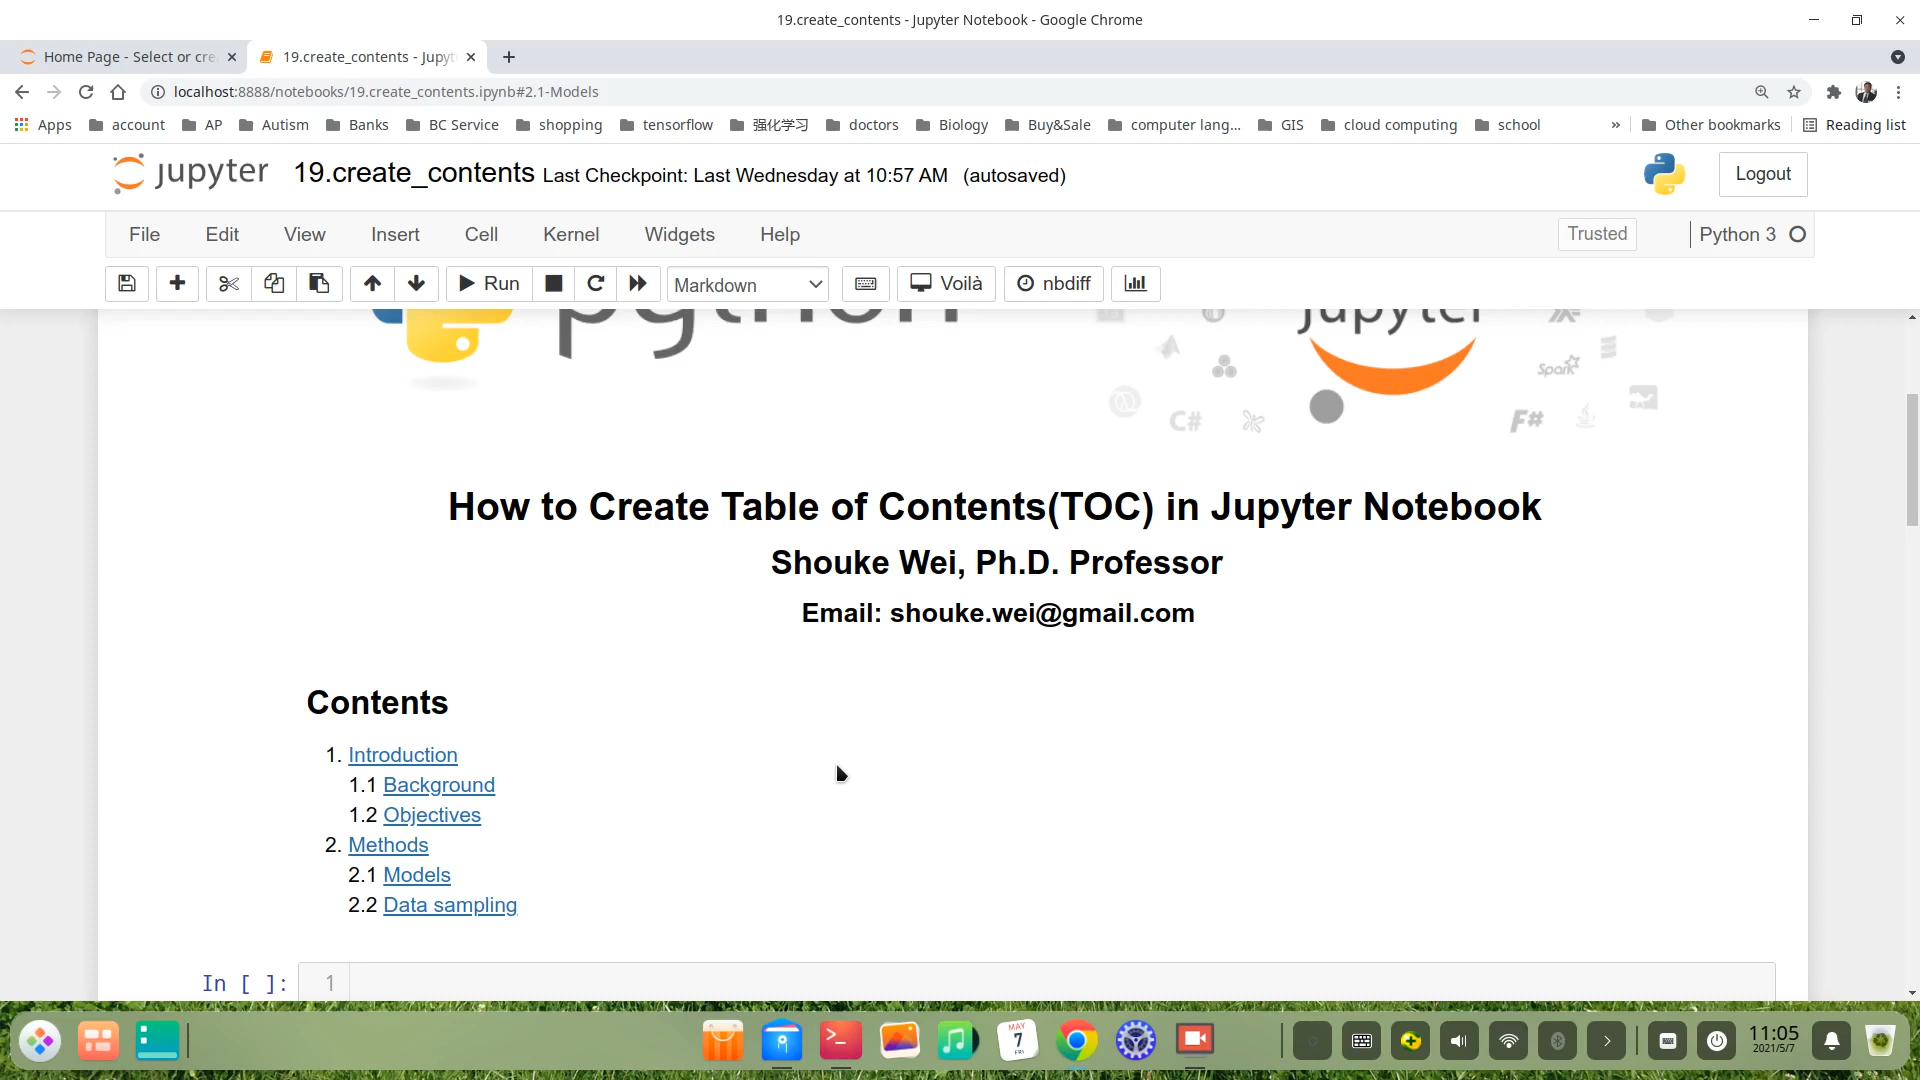 19.create_contents - Jupyter Notebook - Google Chrome
Home Page - Select or cre
19.create_contents - Jupyt
localhost:8888/notebooks/19.create_contents.ipynb#2.1-Models
Apps account AP Autism Banks BC Service shopping tensorflow 强化学习 doctors Biology Buy&Sale computer lang... GIS cloud computing school » Other bookmarks Reading list
jupyter 19.create_contents Last Checkpoint: Last Wednesday at 10:57 AM (autosaved) Logout
File Edit View Insert Cell Kernel Widgets Help Trusted Python 3
Run Markdown Voilà nbdiff
python jupyter
Spark
C# F#
How to Create Table of Contents(TOC) in Jupyter Notebook
Shouke Wei, Ph.D. Professor
Email: shouke.wei@gmail.com
Contents
1. Introduction
1.1 Background
1.2 Objectives
2. Methods
2.1 Models
2.2 Data sampling
In [ ]: 1
MAY
7
FRI
11:05
2021/5/7